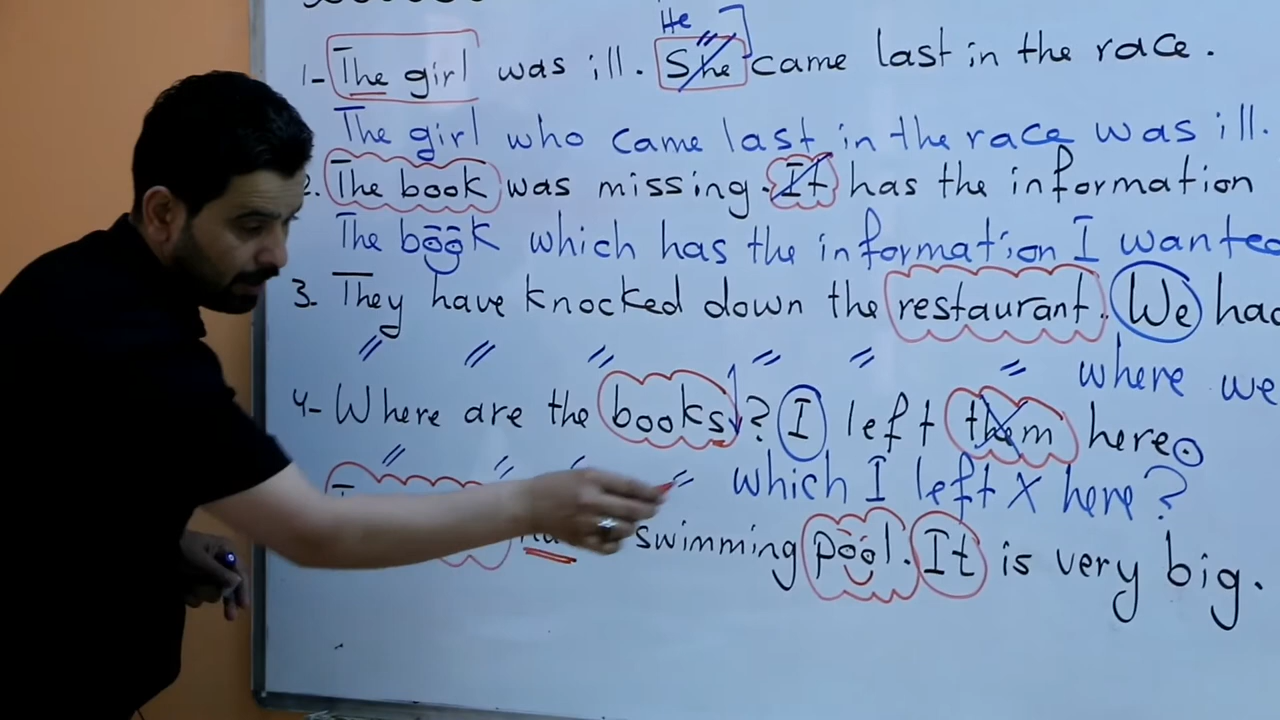 He
1- The girl was ill. She came last in the race.
The girl who came last in the race was ill.
2. The book was missing. It has the information
The book which has the information I wanted
3- They have knocked down the restaurant. We had
where we
4- Where are the books? I left them here.
which I left X here?
swimming pool. It is very big.